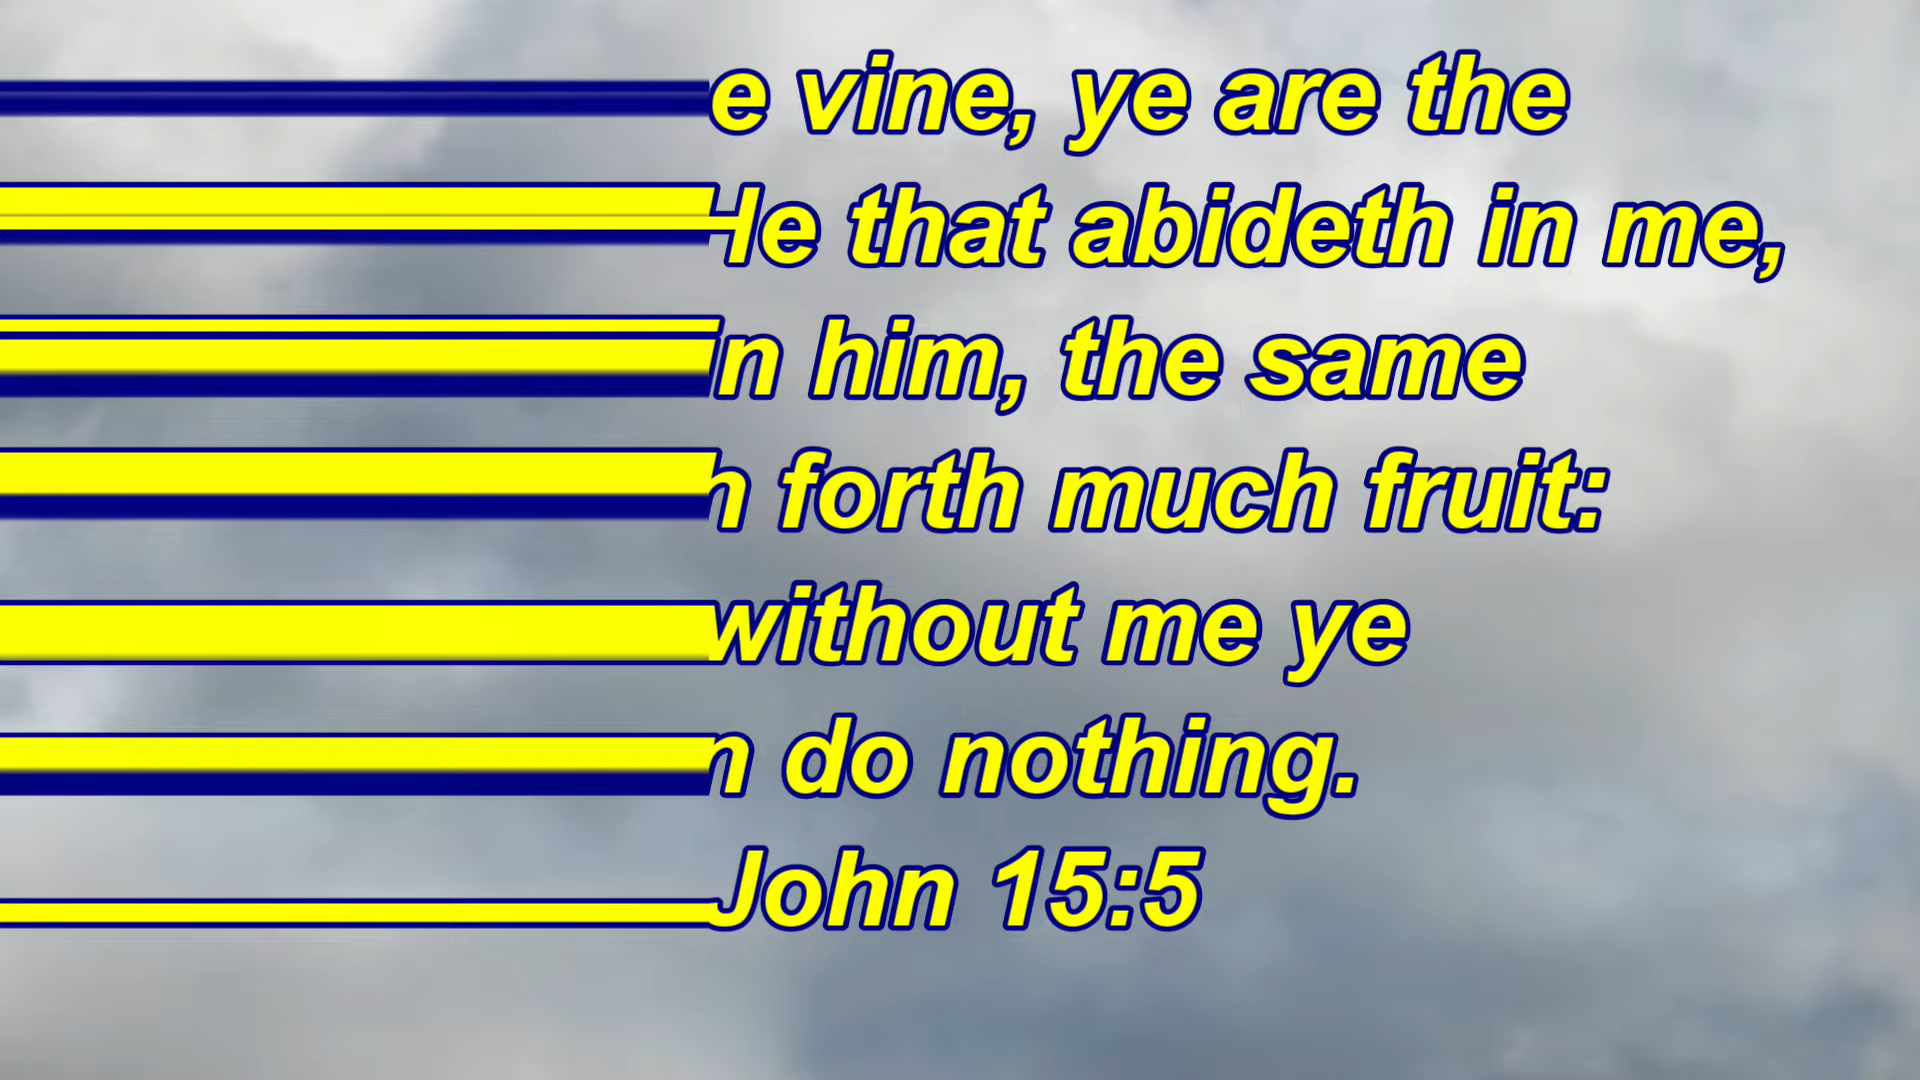 e vine, ye are the
He that abideth in me,
in him, the same
h forth much fruit:
without me ye
n do nothing.
John 15:5